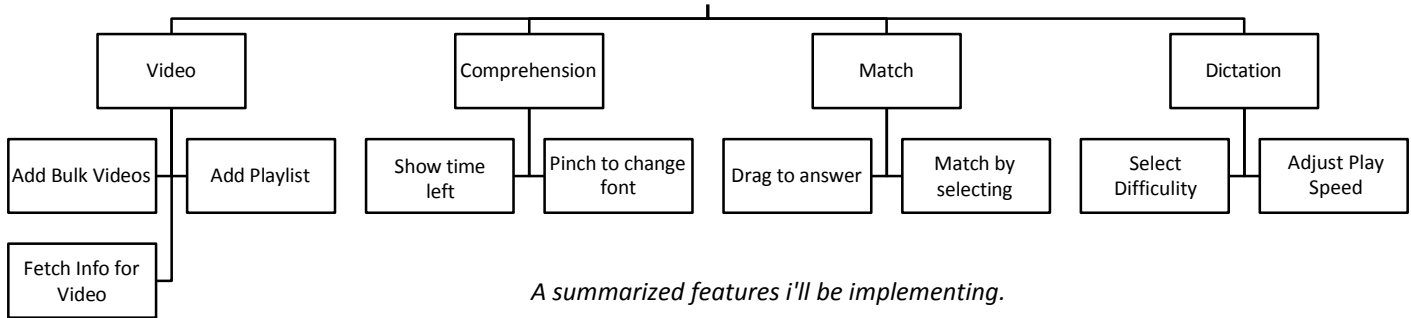 Video
Comprehension
Match
Dictation
Add Bulk Videos
Add Playlist
Show time
left
Pinch to change
font
Drag to answer
Match by
selecting
Select
Difficulity
Adjust Play
Speed
Fetch Info for
Video
A summarized features i'll be implementing.